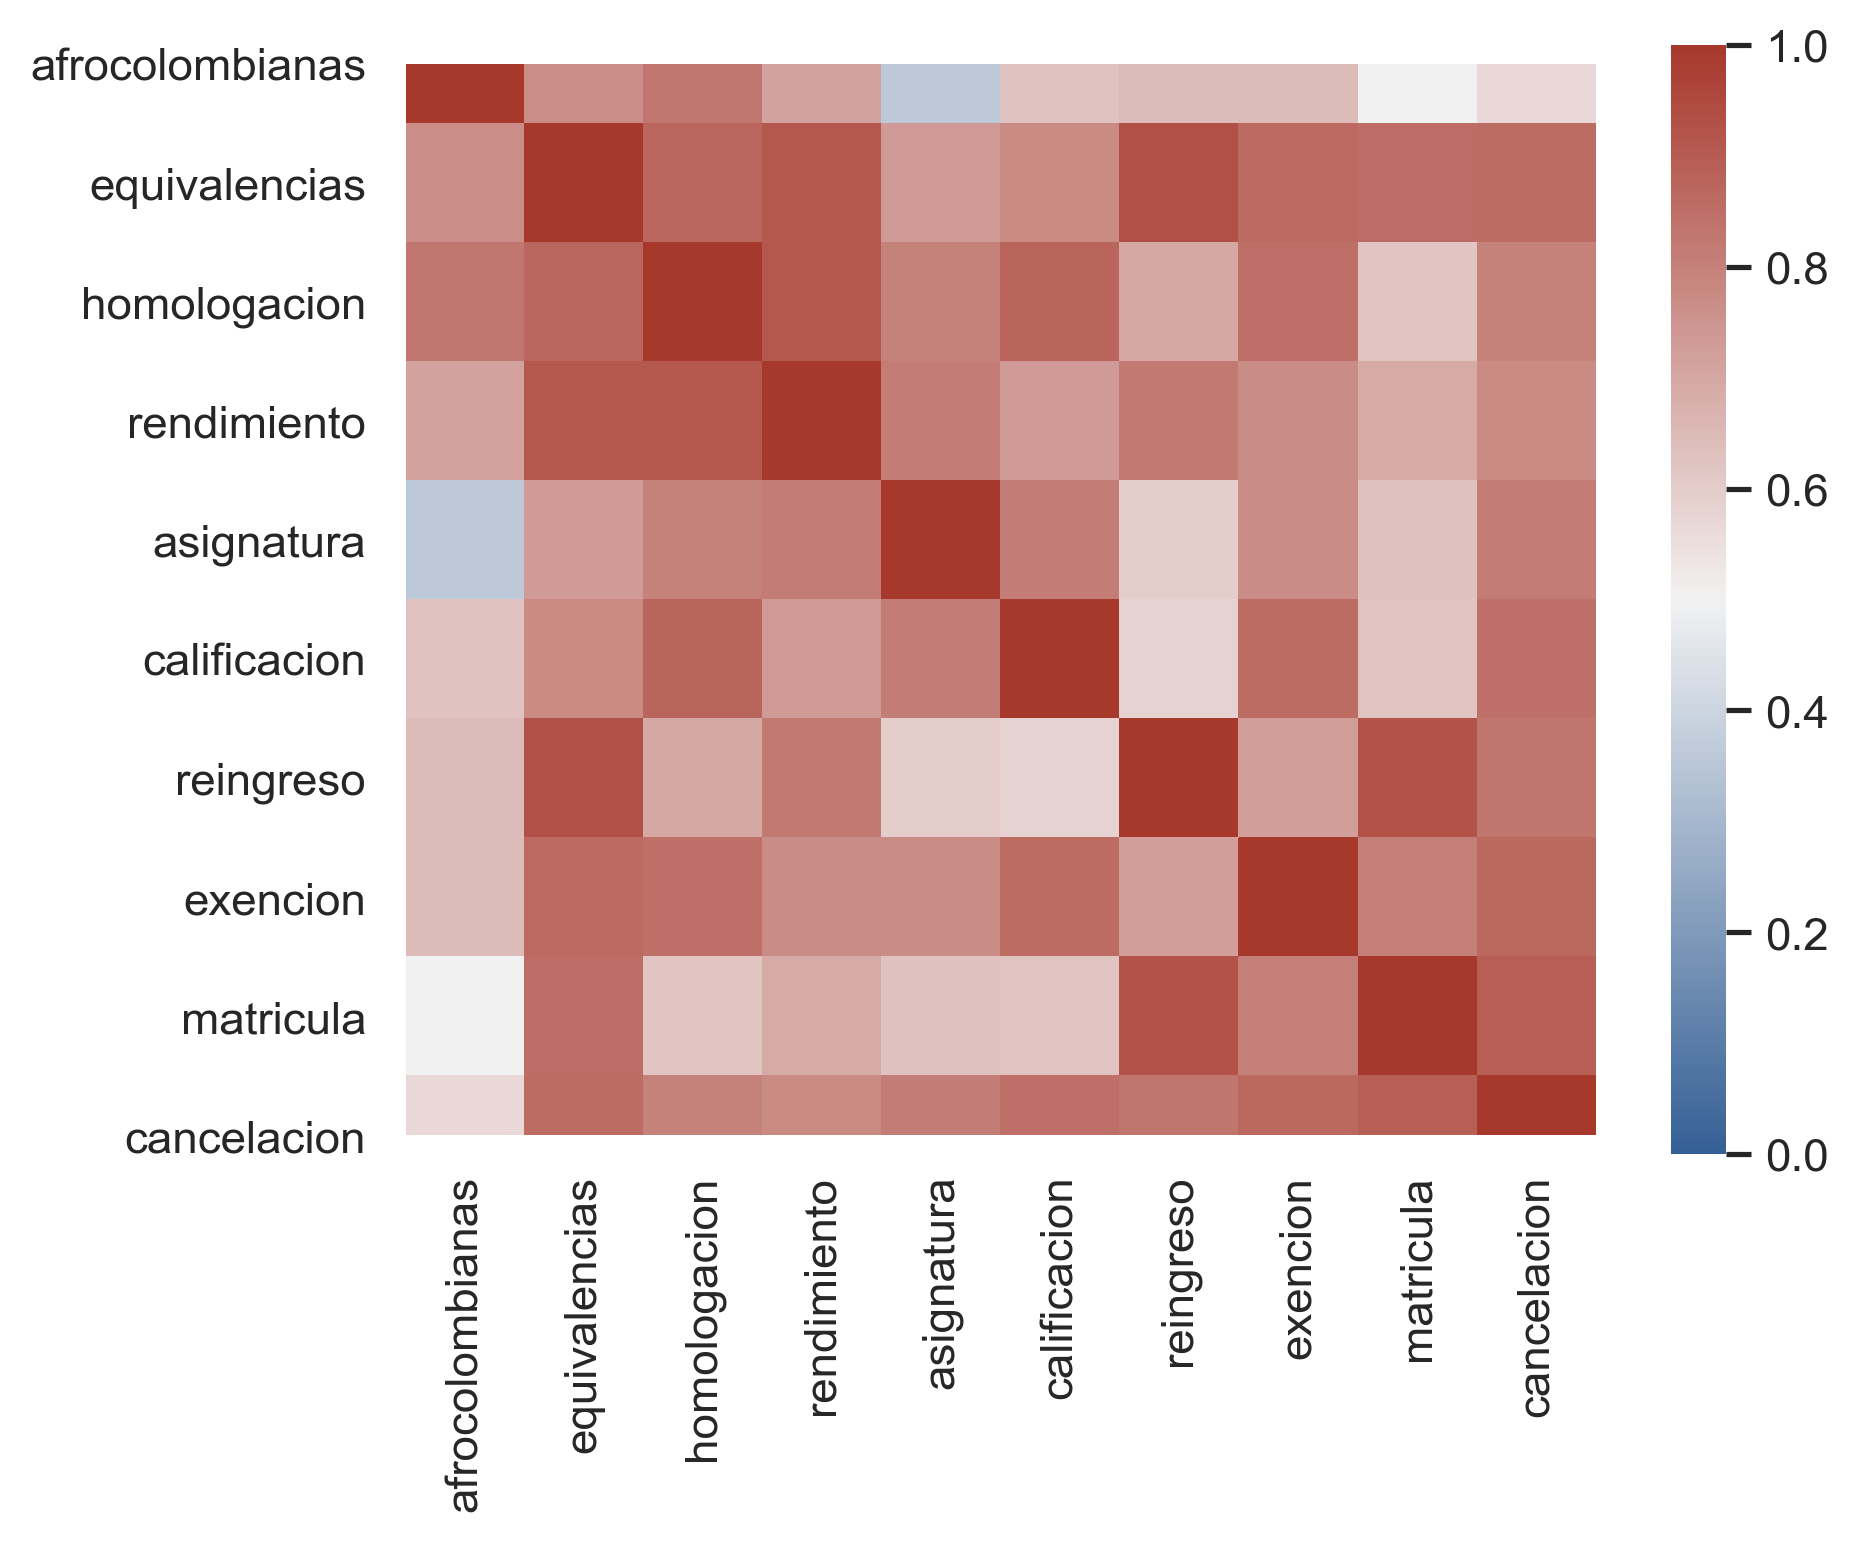 afrocolombianas
equivalencias
homologacion
rendimiento
asignatura
calificacion
reingreso
exencion
matricula
cancelacion
afrocolombianas
equivalencias
homologacion
rendimiento
asignatura
calificacion
reingreso
exencion
matricula
cancelacion
1.0
0.8
0.6
0.4
0.2
0.0